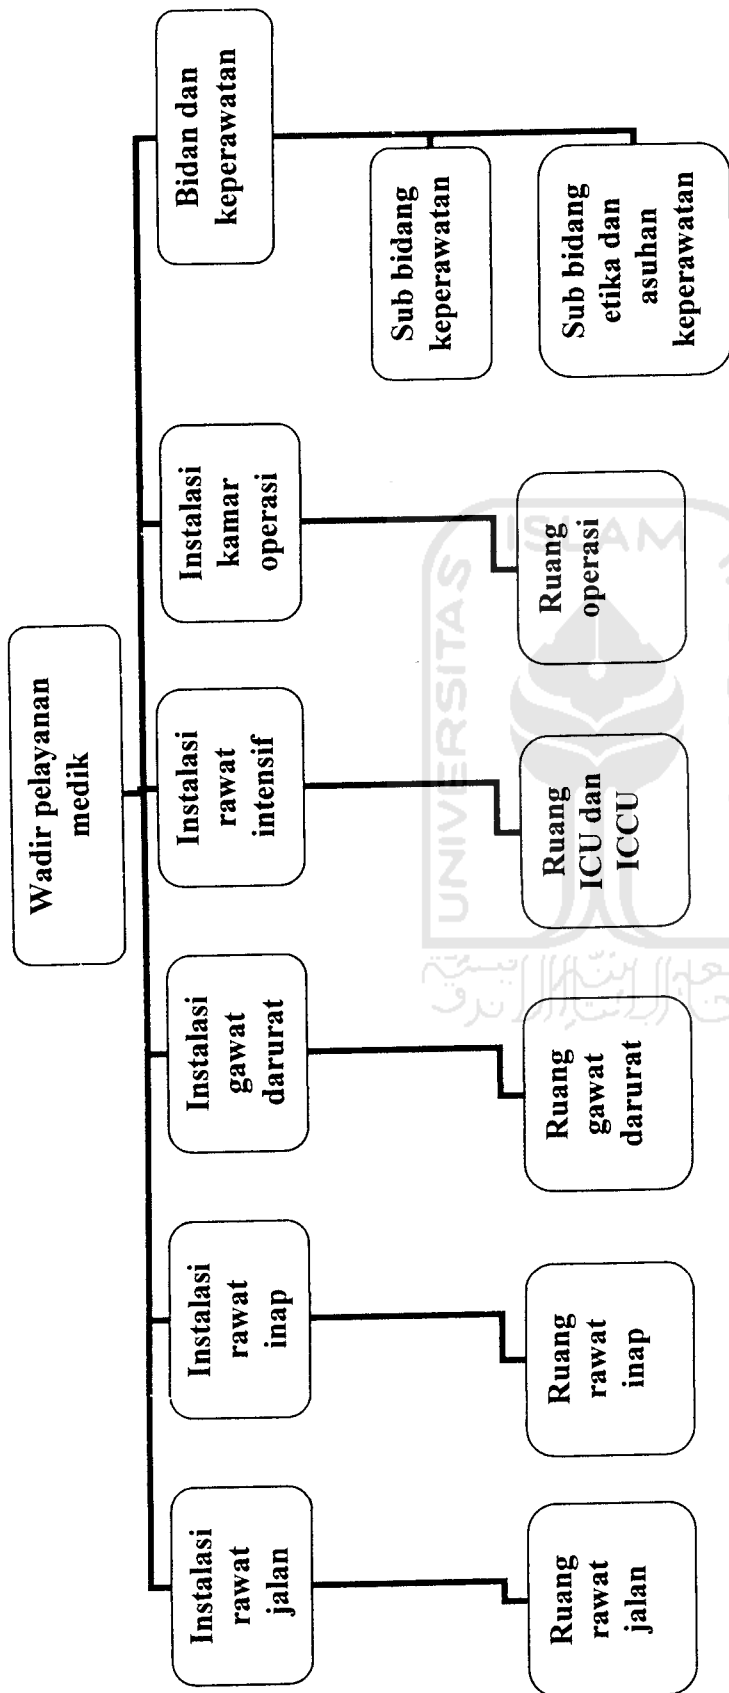 Wadir pelayanan
medik
Instalasi
rawat
jalan
Instalasi
rawat
inap
Instalasi
gawat
darurat
Instalasi
rawat
intensif
Instalasi
kamar
operasi
Bidan dan
keperawatan
Ruang
rawat
jalan
Ruang
rawat
inap
Ruang
gawat
darurat
Ruang
ICU dan
ICCU
Ruang
operasi
Sub bidang
keperawatan
Sub bidang
etika dan
asuhan
keperawatan
UNIVERSITAS
ISLAM